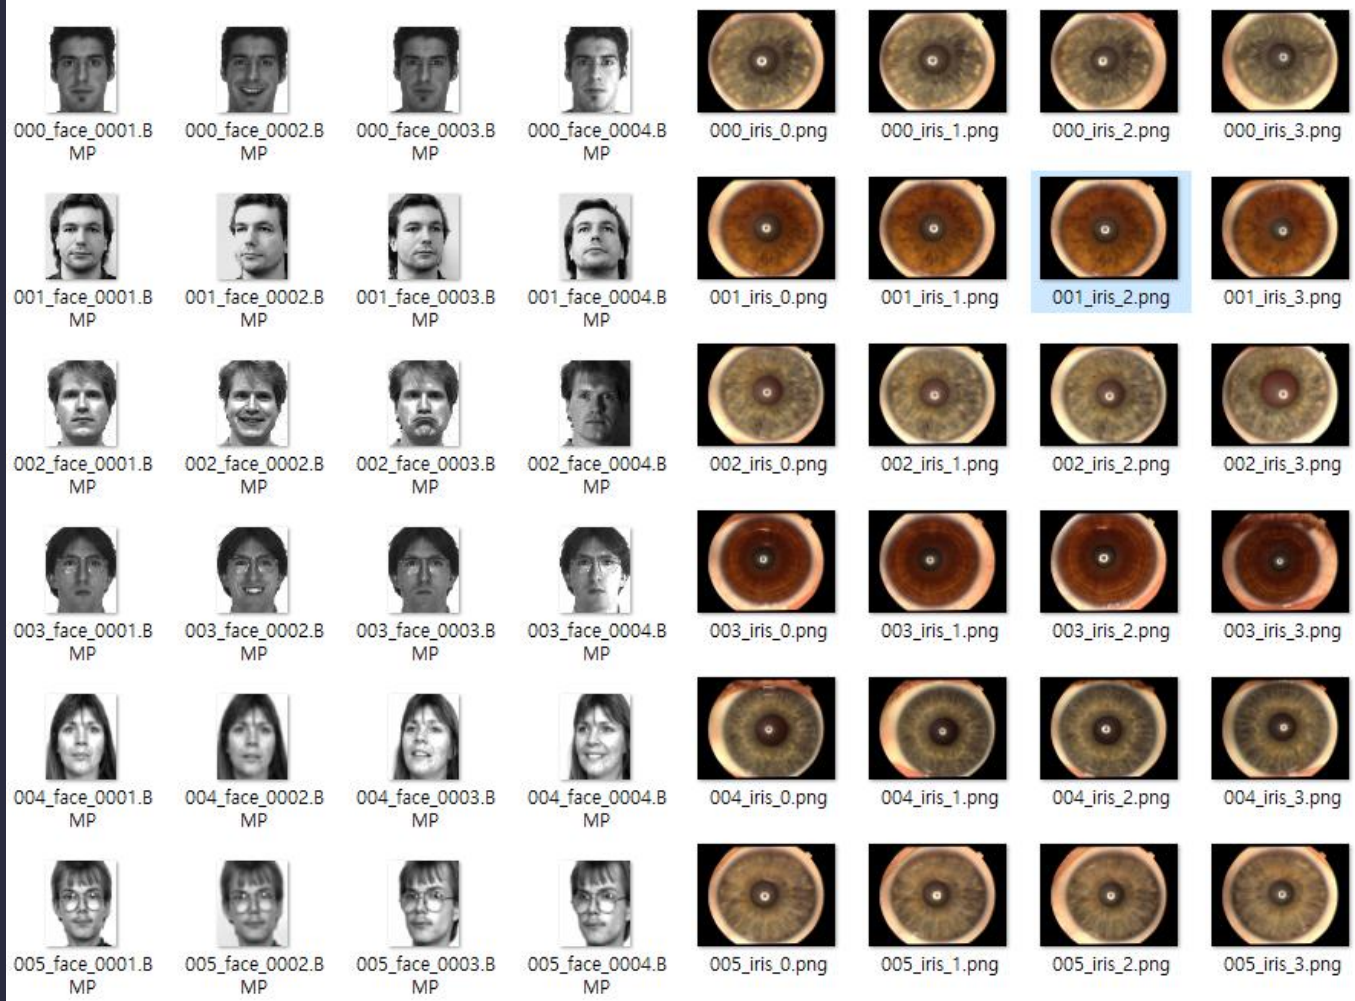 000_face_0001.B
MP
000_face_0002.B
MP
000_face_0003.B
MP
000_face_0004.B
MP
000_iris_0.png
000_iris_1.png
000_iris_2.png
000_iris_3.png
001_face_0001.B
MP
001_face_0002.B
MP
001_face_0003.B
MP
001_face_0004.B
MP
001_iris_0.png
001_iris_1.png
001_iris_2.png
001_iris_3.png
002_face_0001.B
MP
002_face_0002.B
MP
002_face_0003.B
MP
002_face_0004.B
MP
002_iris_0.png
002_iris_1.png
002_iris_2.png
002_iris_3.png
003_face_0001.B
MP
003_face_0002.B
MP
003_face_0003.B
MP
003_face_0004.B
MP
003_iris_0.png
003_iris_1.png
003_iris_2.png
003_iris_3.png
004_face_0001.B
MP
004_face_0002.B
MP
004_face_0003.B
MP
004_face_0004.B
MP
004_iris_0.png
004_iris_1.png
004_iris_2.png
004_iris_3.png
005_face_0001.B
MP
005_face_0002.B
MP
005_face_0003.B
MP
005_face_0004.B
MP
005_iris_0.png
005_iris_1.png
005_iris_2.png
005_iris_3.png